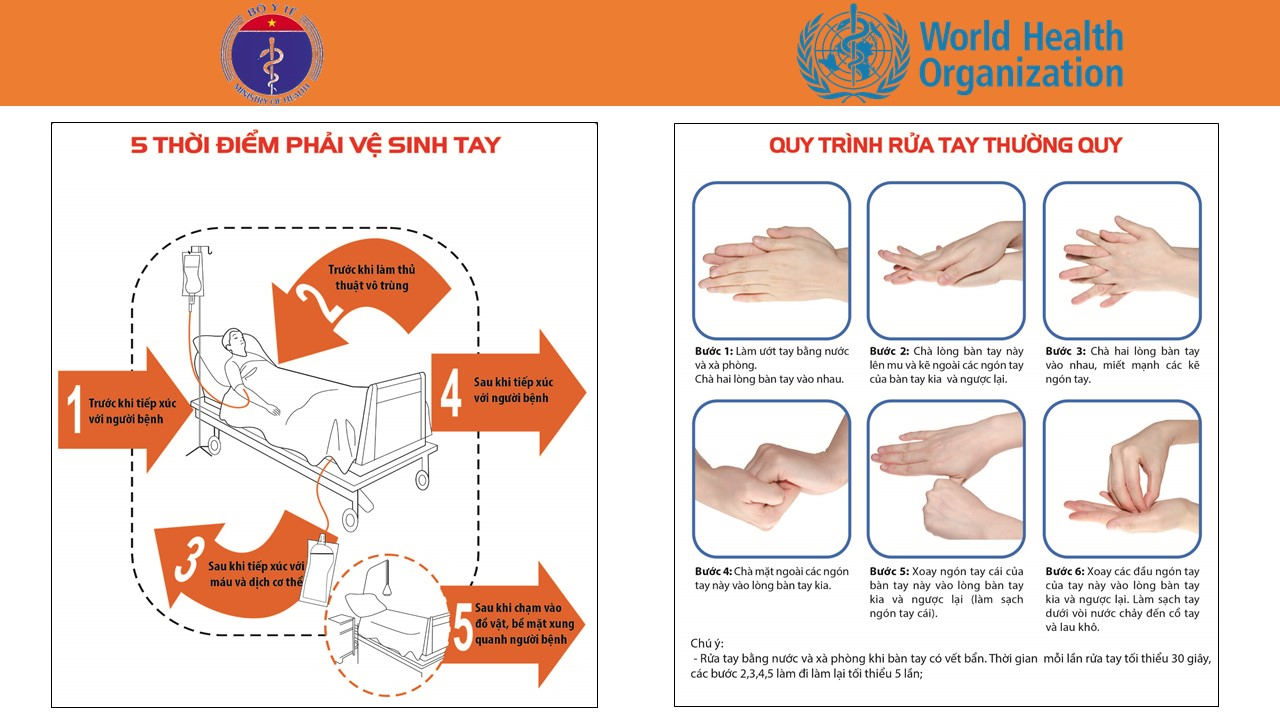 BỘ Y TẾ
MINISTRY OF HEALTH
World Health
Organization
5 THỜI ĐIỂM PHẢI VỆ SINH TAY
1
Trước khi tiếp xúc
với người bệnh
2
Trước khi làm thủ
thuật vô trùng
3
Sau khi tiếp xúc với
máu và dịch cơ thể
4
Sau khi tiếp xúc
với người bệnh
5
Sau khi chạm vào
đồ vật, bề mặt xung
quanh người bệnh
QUY TRÌNH RỬA TAY THƯỜNG QUY
Bước 1: Làm ướt tay bằng nước
và xà phòng.
Chà hai lòng bàn tay vào nhau.
Bước 2: Chà lòng bàn tay này
lên mu và kẽ ngoài các ngón tay
của bàn tay kia và ngược lại.
Bước 3: Chà hai lòng bàn tay
vào nhau, miết mạnh các kẽ
ngón tay.
Bước 4: Chà mặt ngoài các ngón
tay này vào lòng bàn tay kia.
Bước 5: Xoay ngón tay cái của
bàn tay này vào lòng bàn tay
kia và ngược lại (làm sạch
ngón tay cái).
Bước 6: Xoay các đầu ngón tay
của tay này vào lòng bàn tay
kia và ngược lại. Làm sạch tay
dưới vòi nước chảy đến cổ tay
và lau khô.
Chú ý:
- Rửa tay bằng nước và xà phòng khi bàn tay có vết bẩn. Thời gian mỗi lần rửa tay tối thiểu 30 giây,
các bước 2,3,4,5 làm đi làm lại tối thiểu 5 lần;